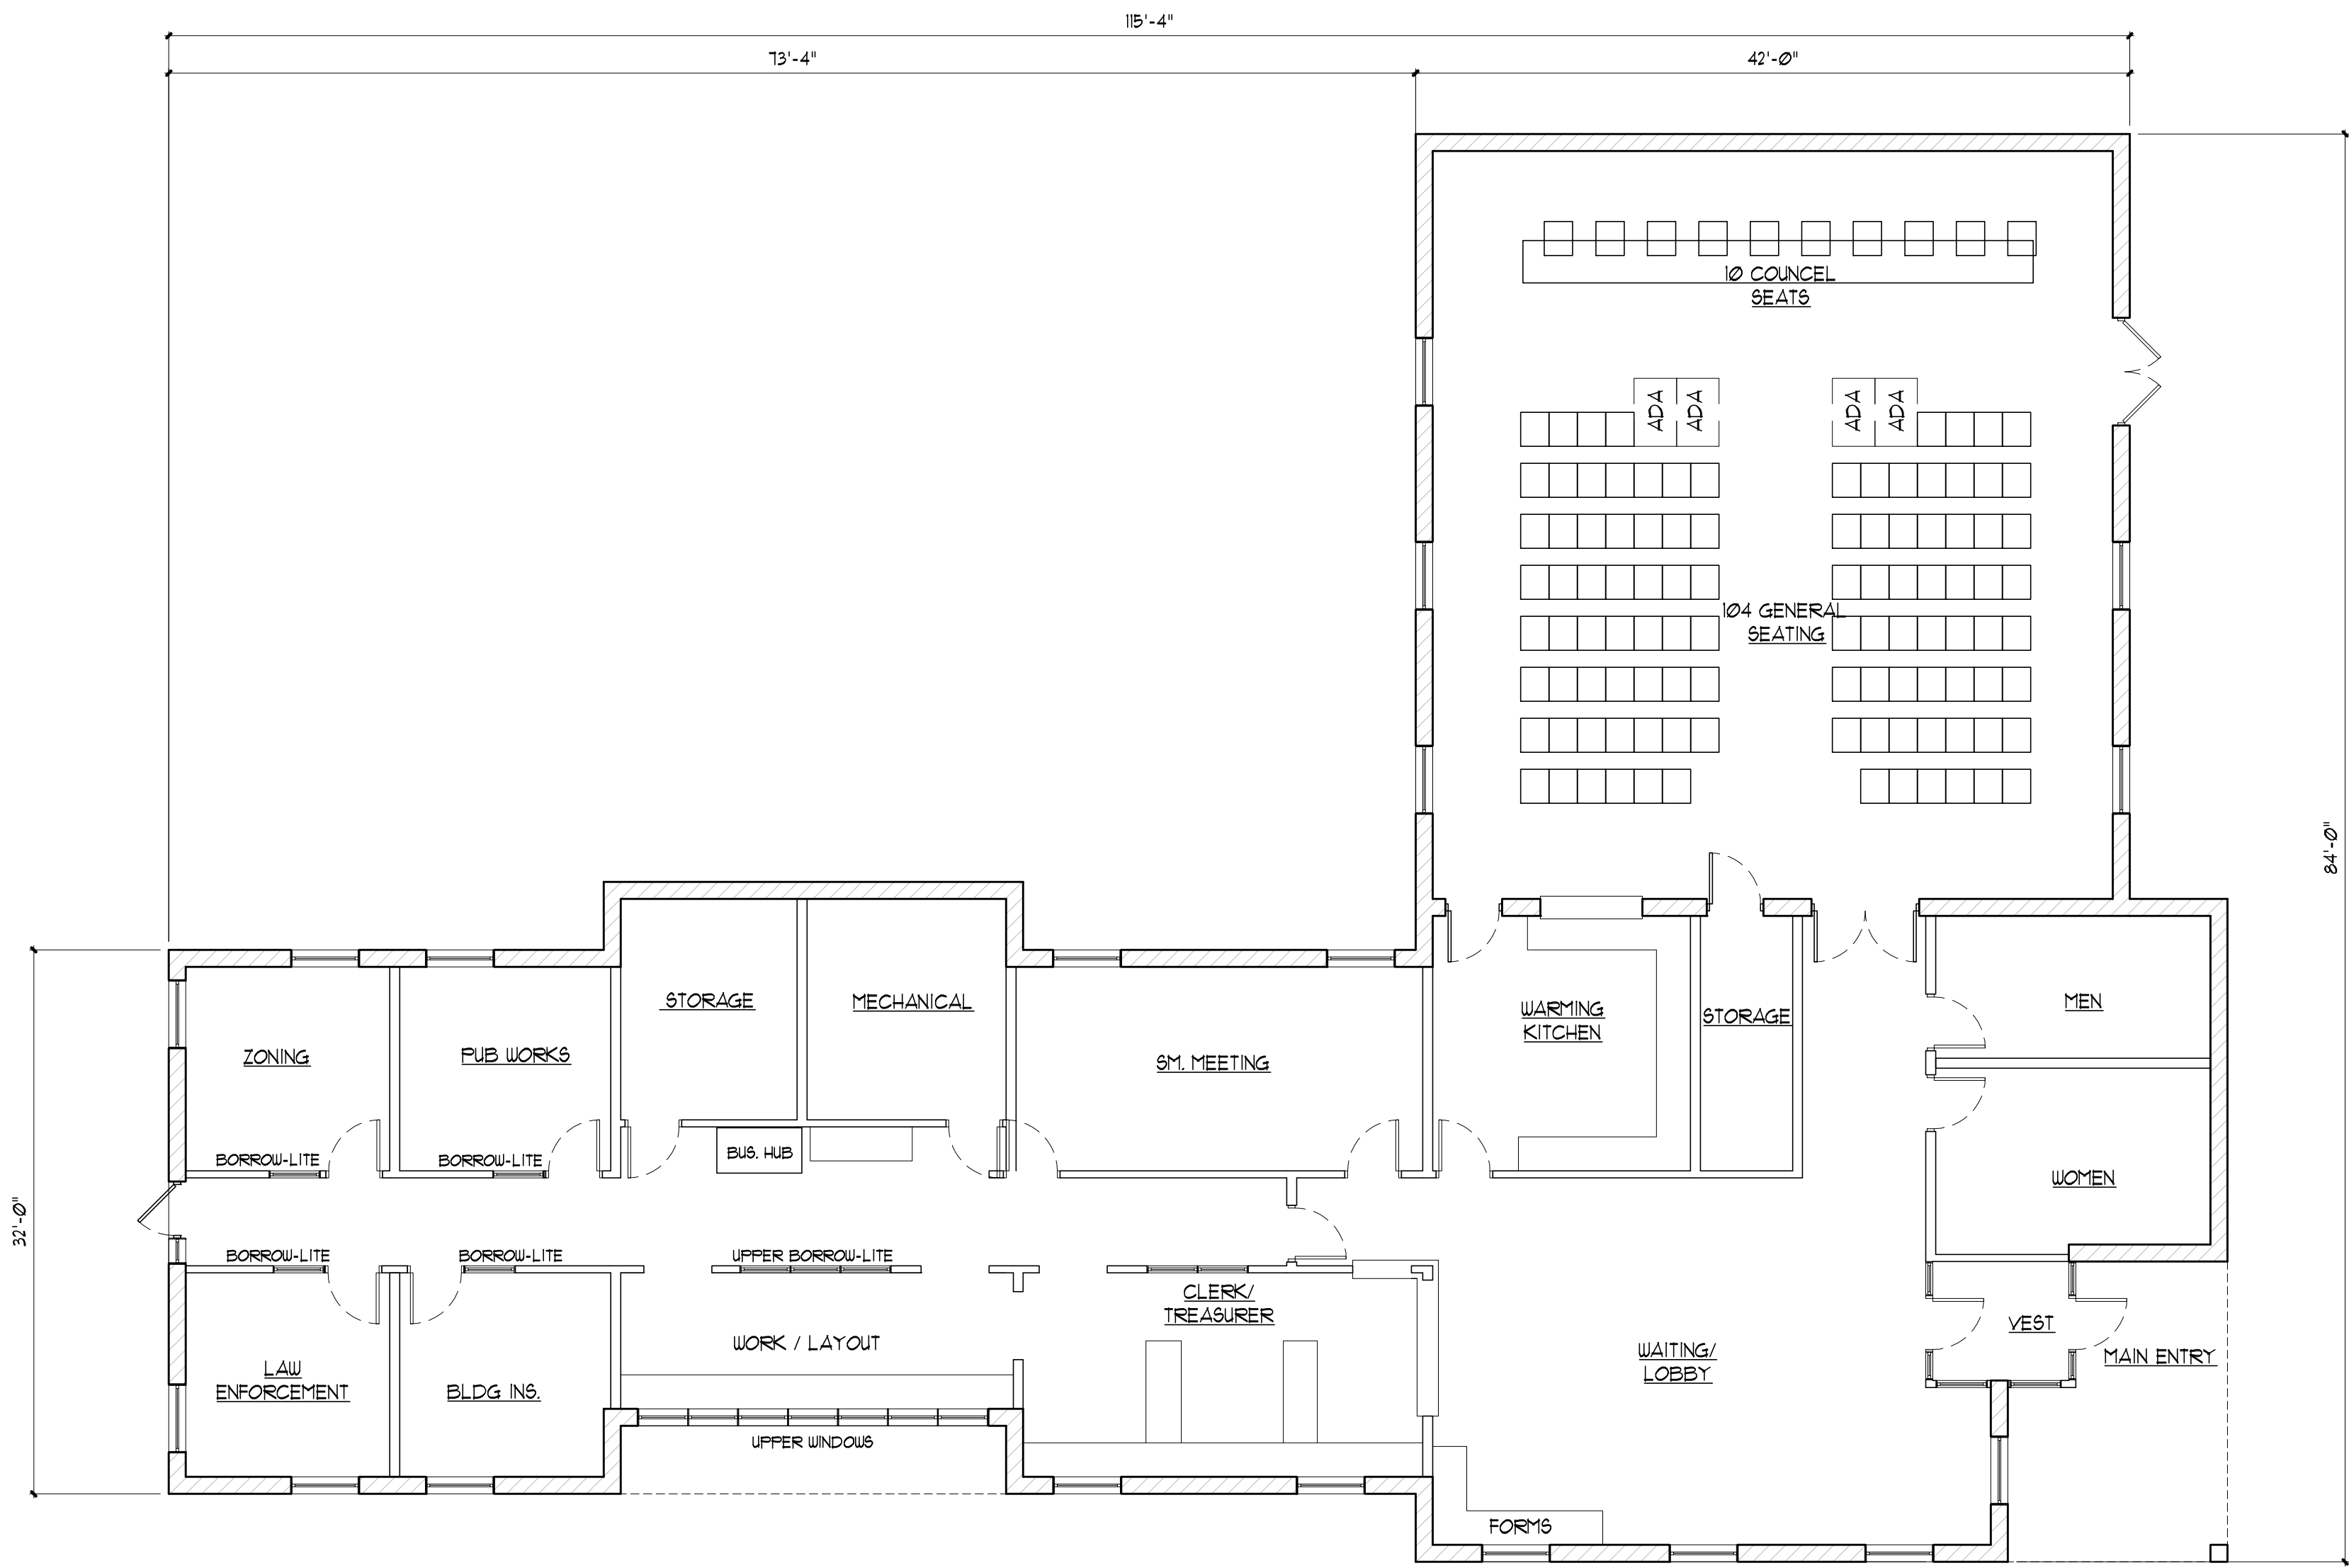 115'-4"
73'-4"
42'-0"
10 COUNCEL
SEATS
ADA
ADA
ADA
ADA
104 GENERAL
SEATING
84'-0"
STORAGE
MECHANICAL
MEN
WARMING
KITCHEN
STORAGE
ZONING
PUB WORKS
SM. MEETING
BUS. HUB
BORROW-LITE
BORROW-LITE
WOMEN
32'-0"
BORROW-LITE
BORROW-LITE
UPPER BORROW-LITE
CLERK/
TREASURER
VEST
WORK / LAYOUT
WAITING/
LOBBY
MAIN ENTRY
LAW
ENFORCEMENT
BLDG INS.
UPPER WINDOWS
FORMS